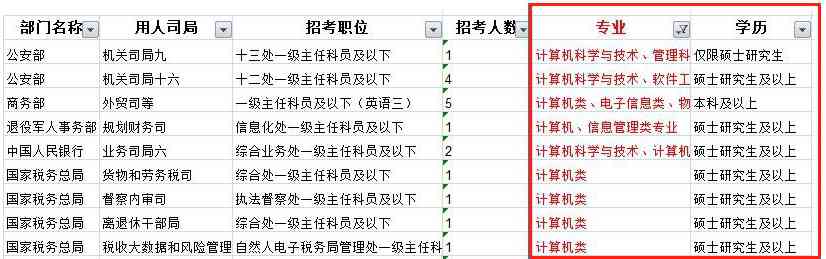 部门名称 用人司局 招考职位 招考人数 专业 学历
公安部 机关司局九 十三处一级主任科员及以下 1 计算机科学与技术、管理科 仅限硕士研究生
公安部 机关司局十六 十二处一级主任科员及以下 4 计算机科学与技术、软件工 硕士研究生及以上
商务部 外贸司等 一级主任科员及以下（英语三） 5 计算机类、电子信息类、物 本科及以上
退役军人事务部 规划财务司 信息化处一级主任科员及以下 1 计算机、信息管理类专业 硕士研究生及以上
中国人民银行 业务司局六 综合业务处一级主任科员及以下 2 计算机科学与技术、计算机 硕士研究生及以上
国家税务总局 货物和劳务税司 综合处一级主任科员及以下 1 计算机类 硕士研究生及以上
国家税务总局 督察内审司 执法督察处一级主任科员及以下 1 计算机类 硕士研究生及以上
国家税务总局 离退休干部局 综合处一级主任科员及以下 1 计算机类 硕士研究生及以上
国家税务总局 税收大数据和风险管理 自然人电子税务局管理处一级主任科 1 计算机类 硕士研究生及以上